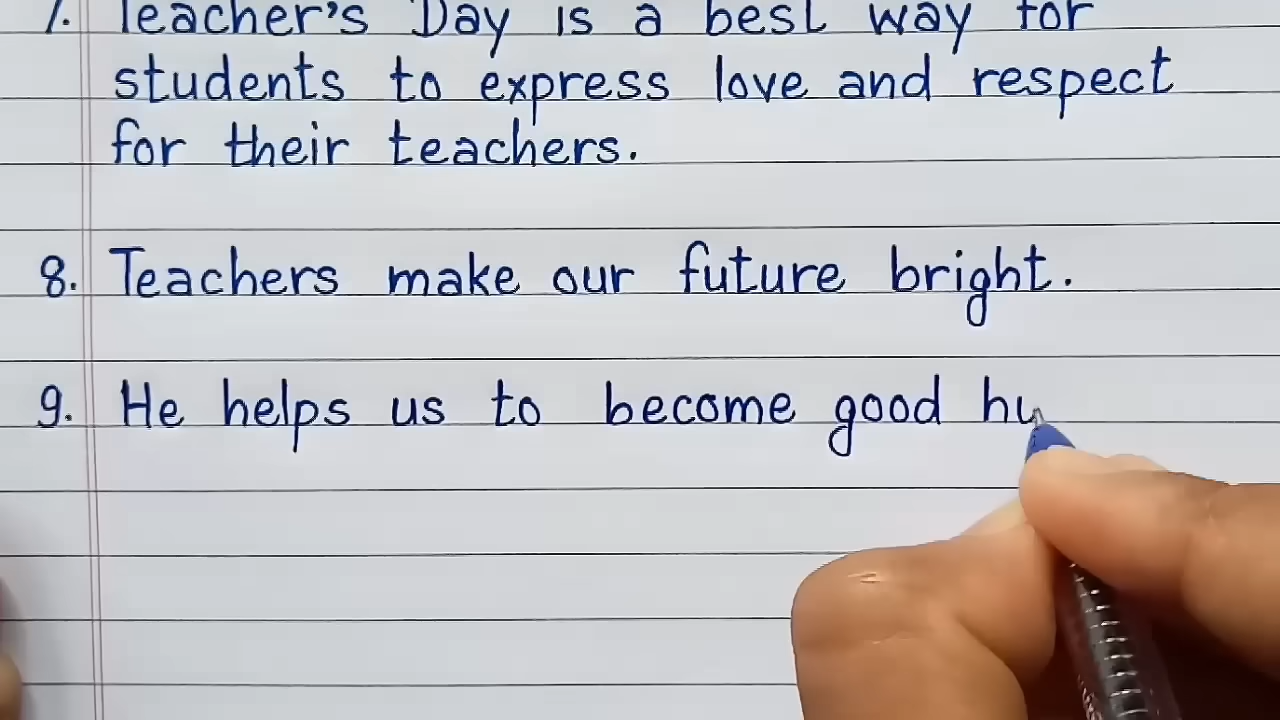 7. Teacher's Day is a best way for
students to express love and respect
for their teachers.
8. Teachers make our future bright.
9. He helps us to become good hu